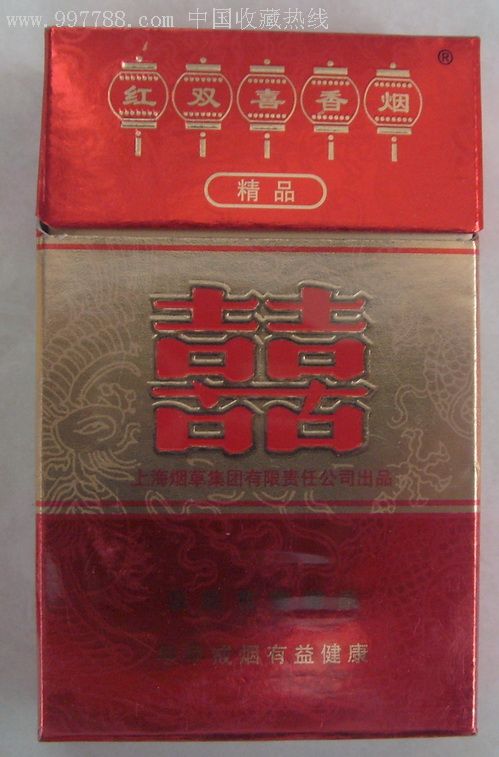 www.997788.com 中国收藏热线
红双喜香烟
®
精品
囍
上海烟草集团有限责任公司出品
戒烟有益健康